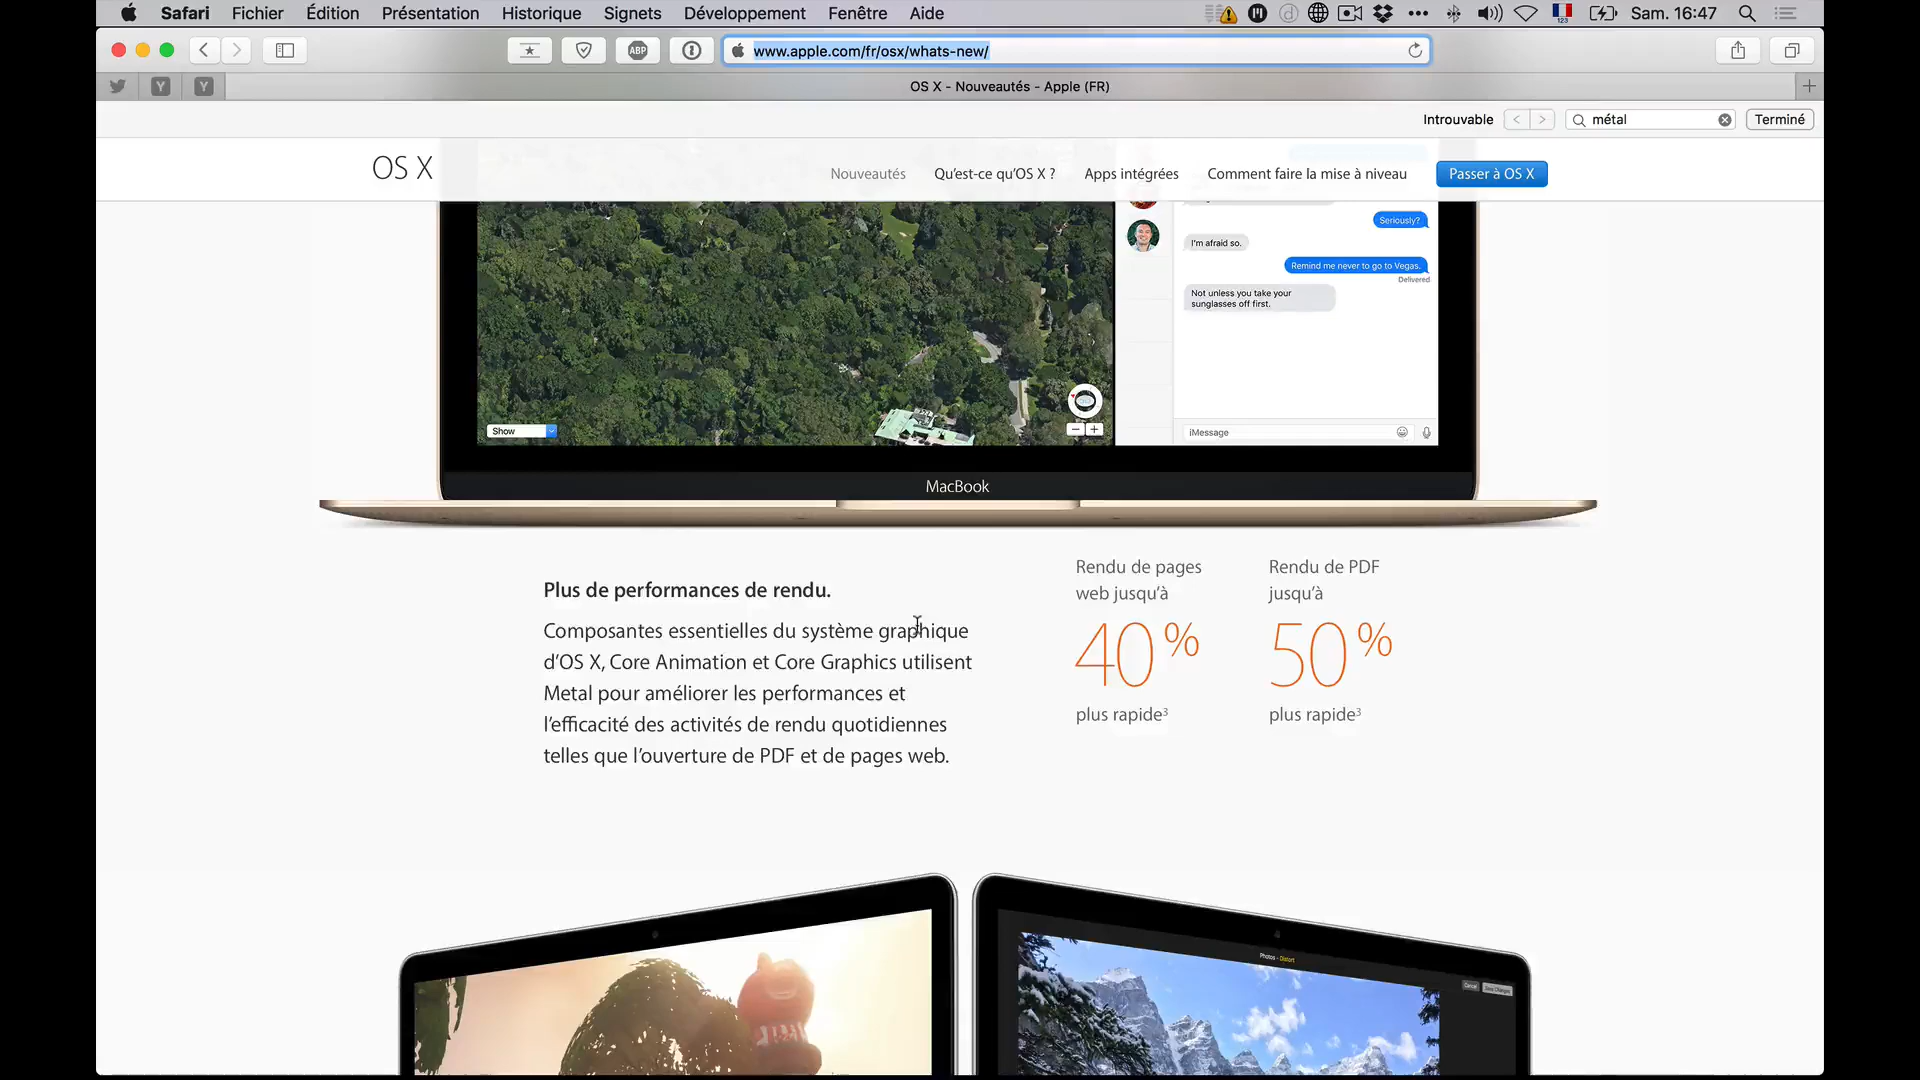 Safari Fichier Édition Présentation Historique Signets Développement Fenêtre Aide
Sam. 16:47
ABP
www.apple.com/fr/osx/whats-new/
Y Y
OS X - Nouveautés - Apple (FR)
Introuvable
métal
Terminé
OS X
Nouveautés Qu'est-ce qu'OS X ? Apps intégrées Comment faire la mise à niveau Passer à OS X
Seriously?
I'm afraid so.
Remind me never to go to Vegas.
Delivered
Not unless you take your
sunglasses off first.
Show
iMessage
MacBook
Plus de performances de rendu.
Composantes essentielles du système graphique
d'OS X, Core Animation et Core Graphics utilisent
Metal pour améliorer les performances et
l'efficacité des activités de rendu quotidiennes
telles que l'ouverture de PDF et de pages web.
Rendu de pages
web jusqu'à
40 %
plus rapide3
Rendu de PDF
jusqu'à
50 %
plus rapide3
Photos - Distort
Cancel Save Changes